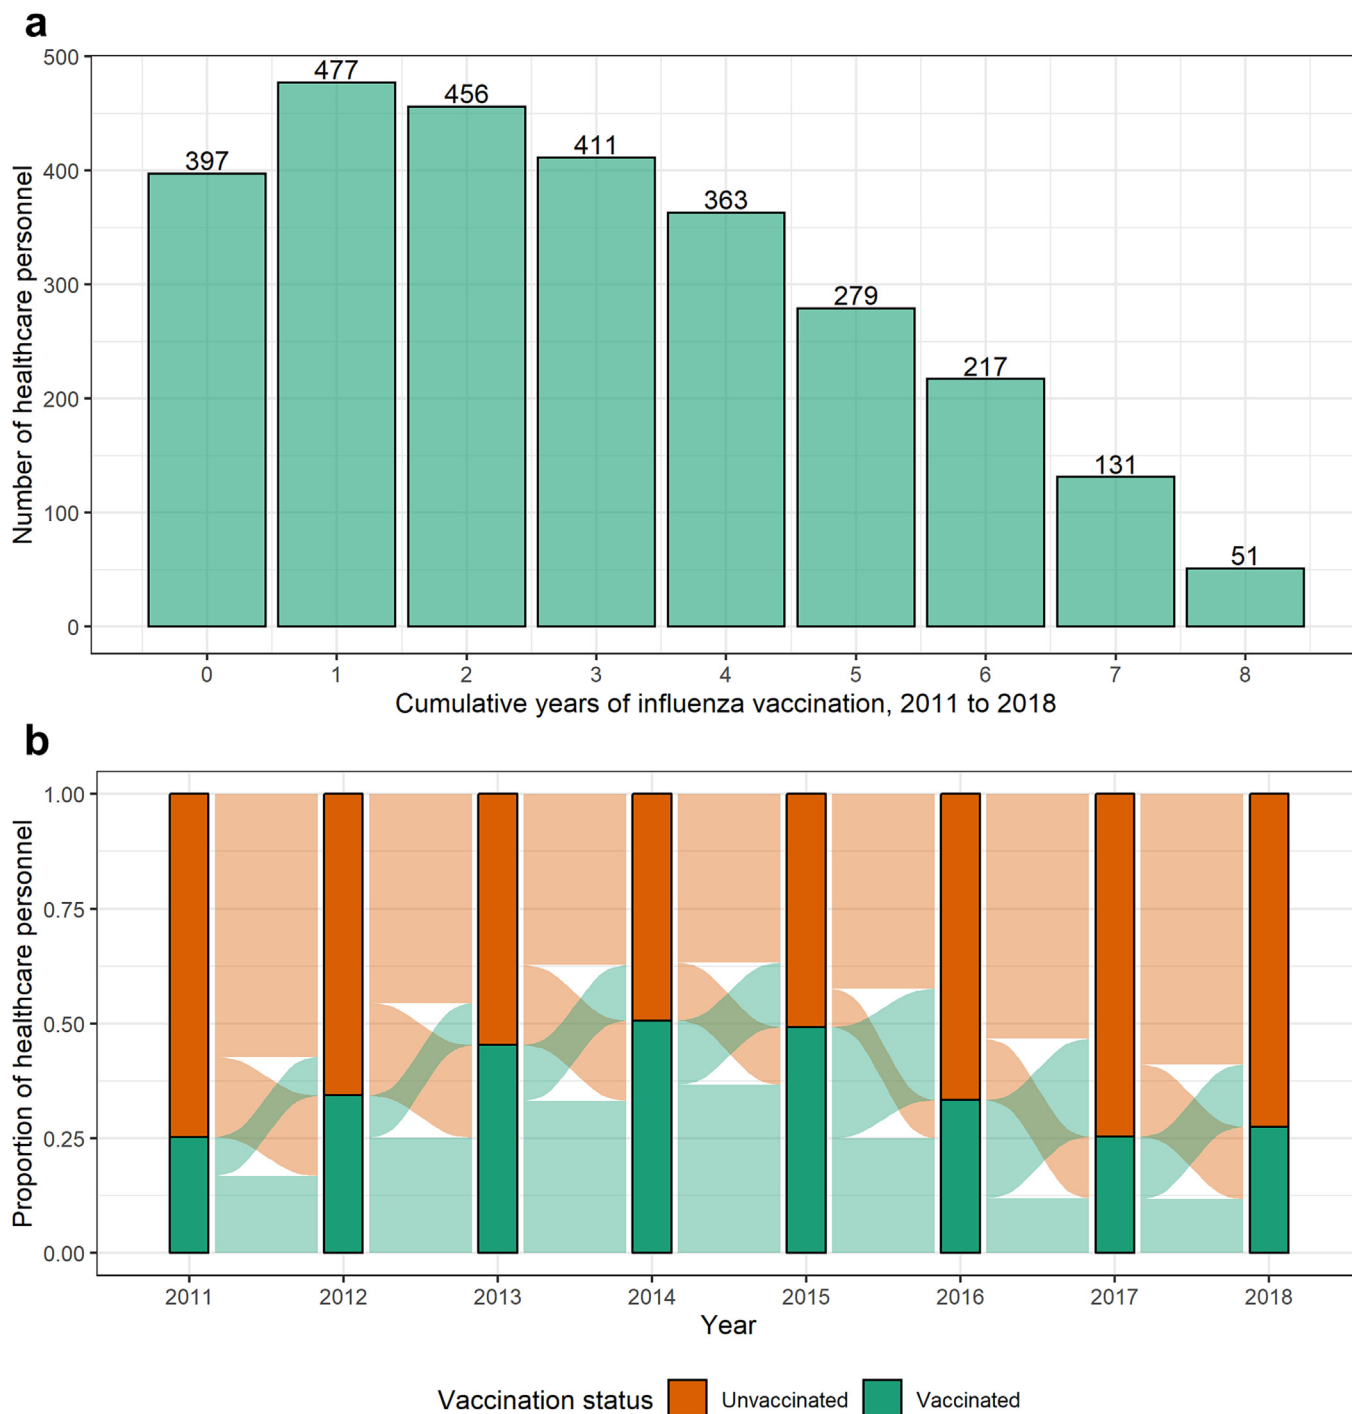 a
Number of healthcare personnel
500
400
300
200
100
0
397
477
456
411
363
279
217
131
51
0 1 2 3 4 5 6 7 8
Cumulative years of influenza vaccination, 2011 to 2018
b
Proportion of healthcare personnel
1.00
0.75
0.50
0.25
0.00
2011 2012 2013 2014 2015 2016 2017 2018
Year
Vaccination status Unvaccinated Vaccinated